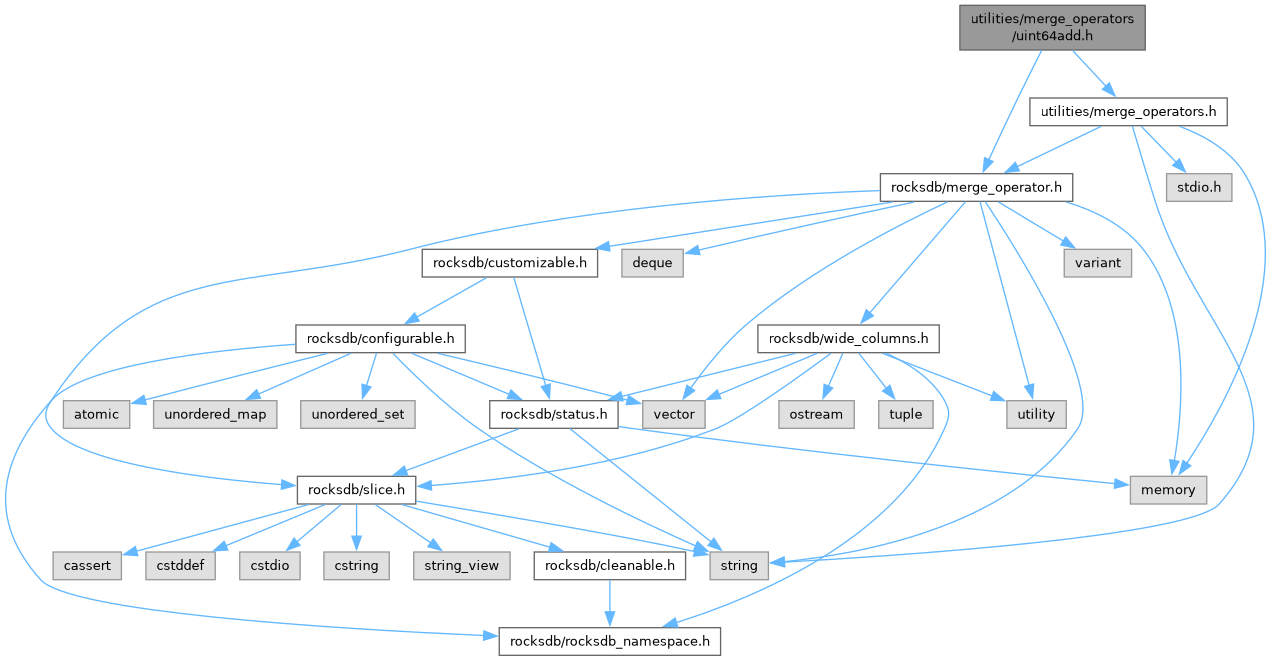 utilities/merge_operators
/uint64add.h
utilities/merge_operators.h
rocksdb/merge_operator.h
stdio.h
rocksdb/customizable.h
deque
variant
rocksdb/configurable.h
rocksdb/wide_columns.h
atomic
unordered_map
unordered_set
rocksdb/status.h
vector
ostream
tuple
utility
rocksdb/slice.h
memory
cassert
cstddef
cstdio
cstring
string_view
rocksdb/cleanable.h
string
rocksdb/rocksdb_namespace.h